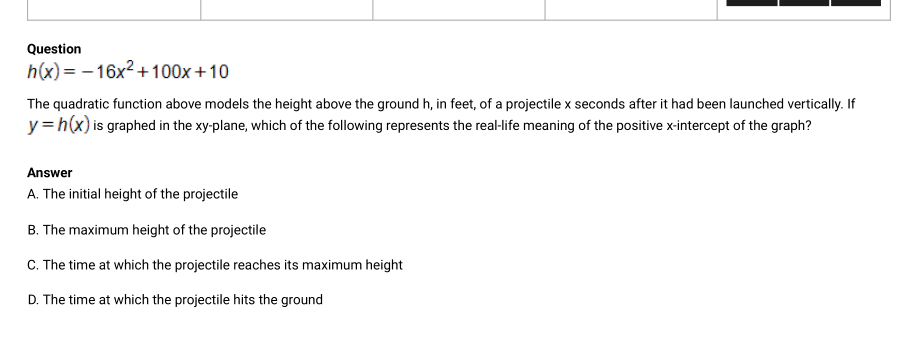 Question
h(x) = − 16x² + 100x + 10
The quadratic function above models the height above the ground h, in feet, of a projectile x seconds after it had been launched vertically. If
y = h(x) is graphed in the xy-plane, which of the following represents the real-life meaning of the positive x-intercept of the graph?
Answer
A. The initial height of the projectile
B. The maximum height of the projectile
C. The time at which the projectile reaches its maximum height
D. The time at which the projectile hits the ground